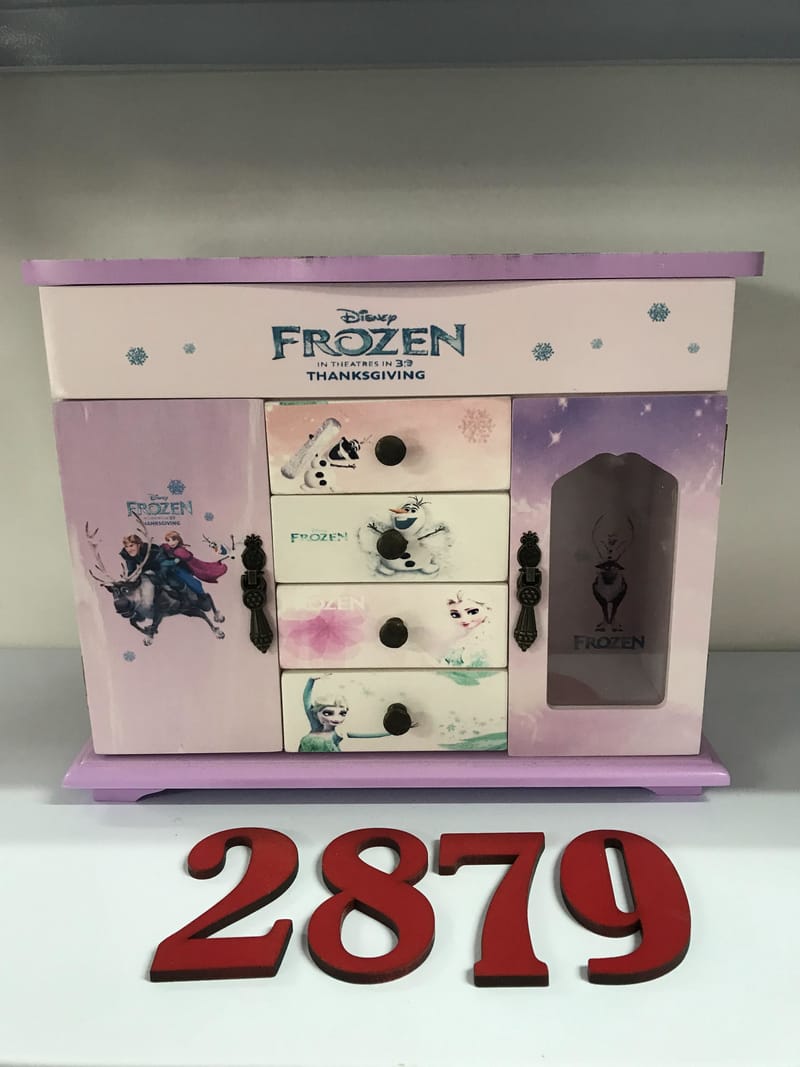 Disney
FROZEN
IN THEATRES IN 3D
THANKSGIVING
Disney
FROZEN
THANKSGIVING
FROZEN
FROZEN
FROZEN
2879